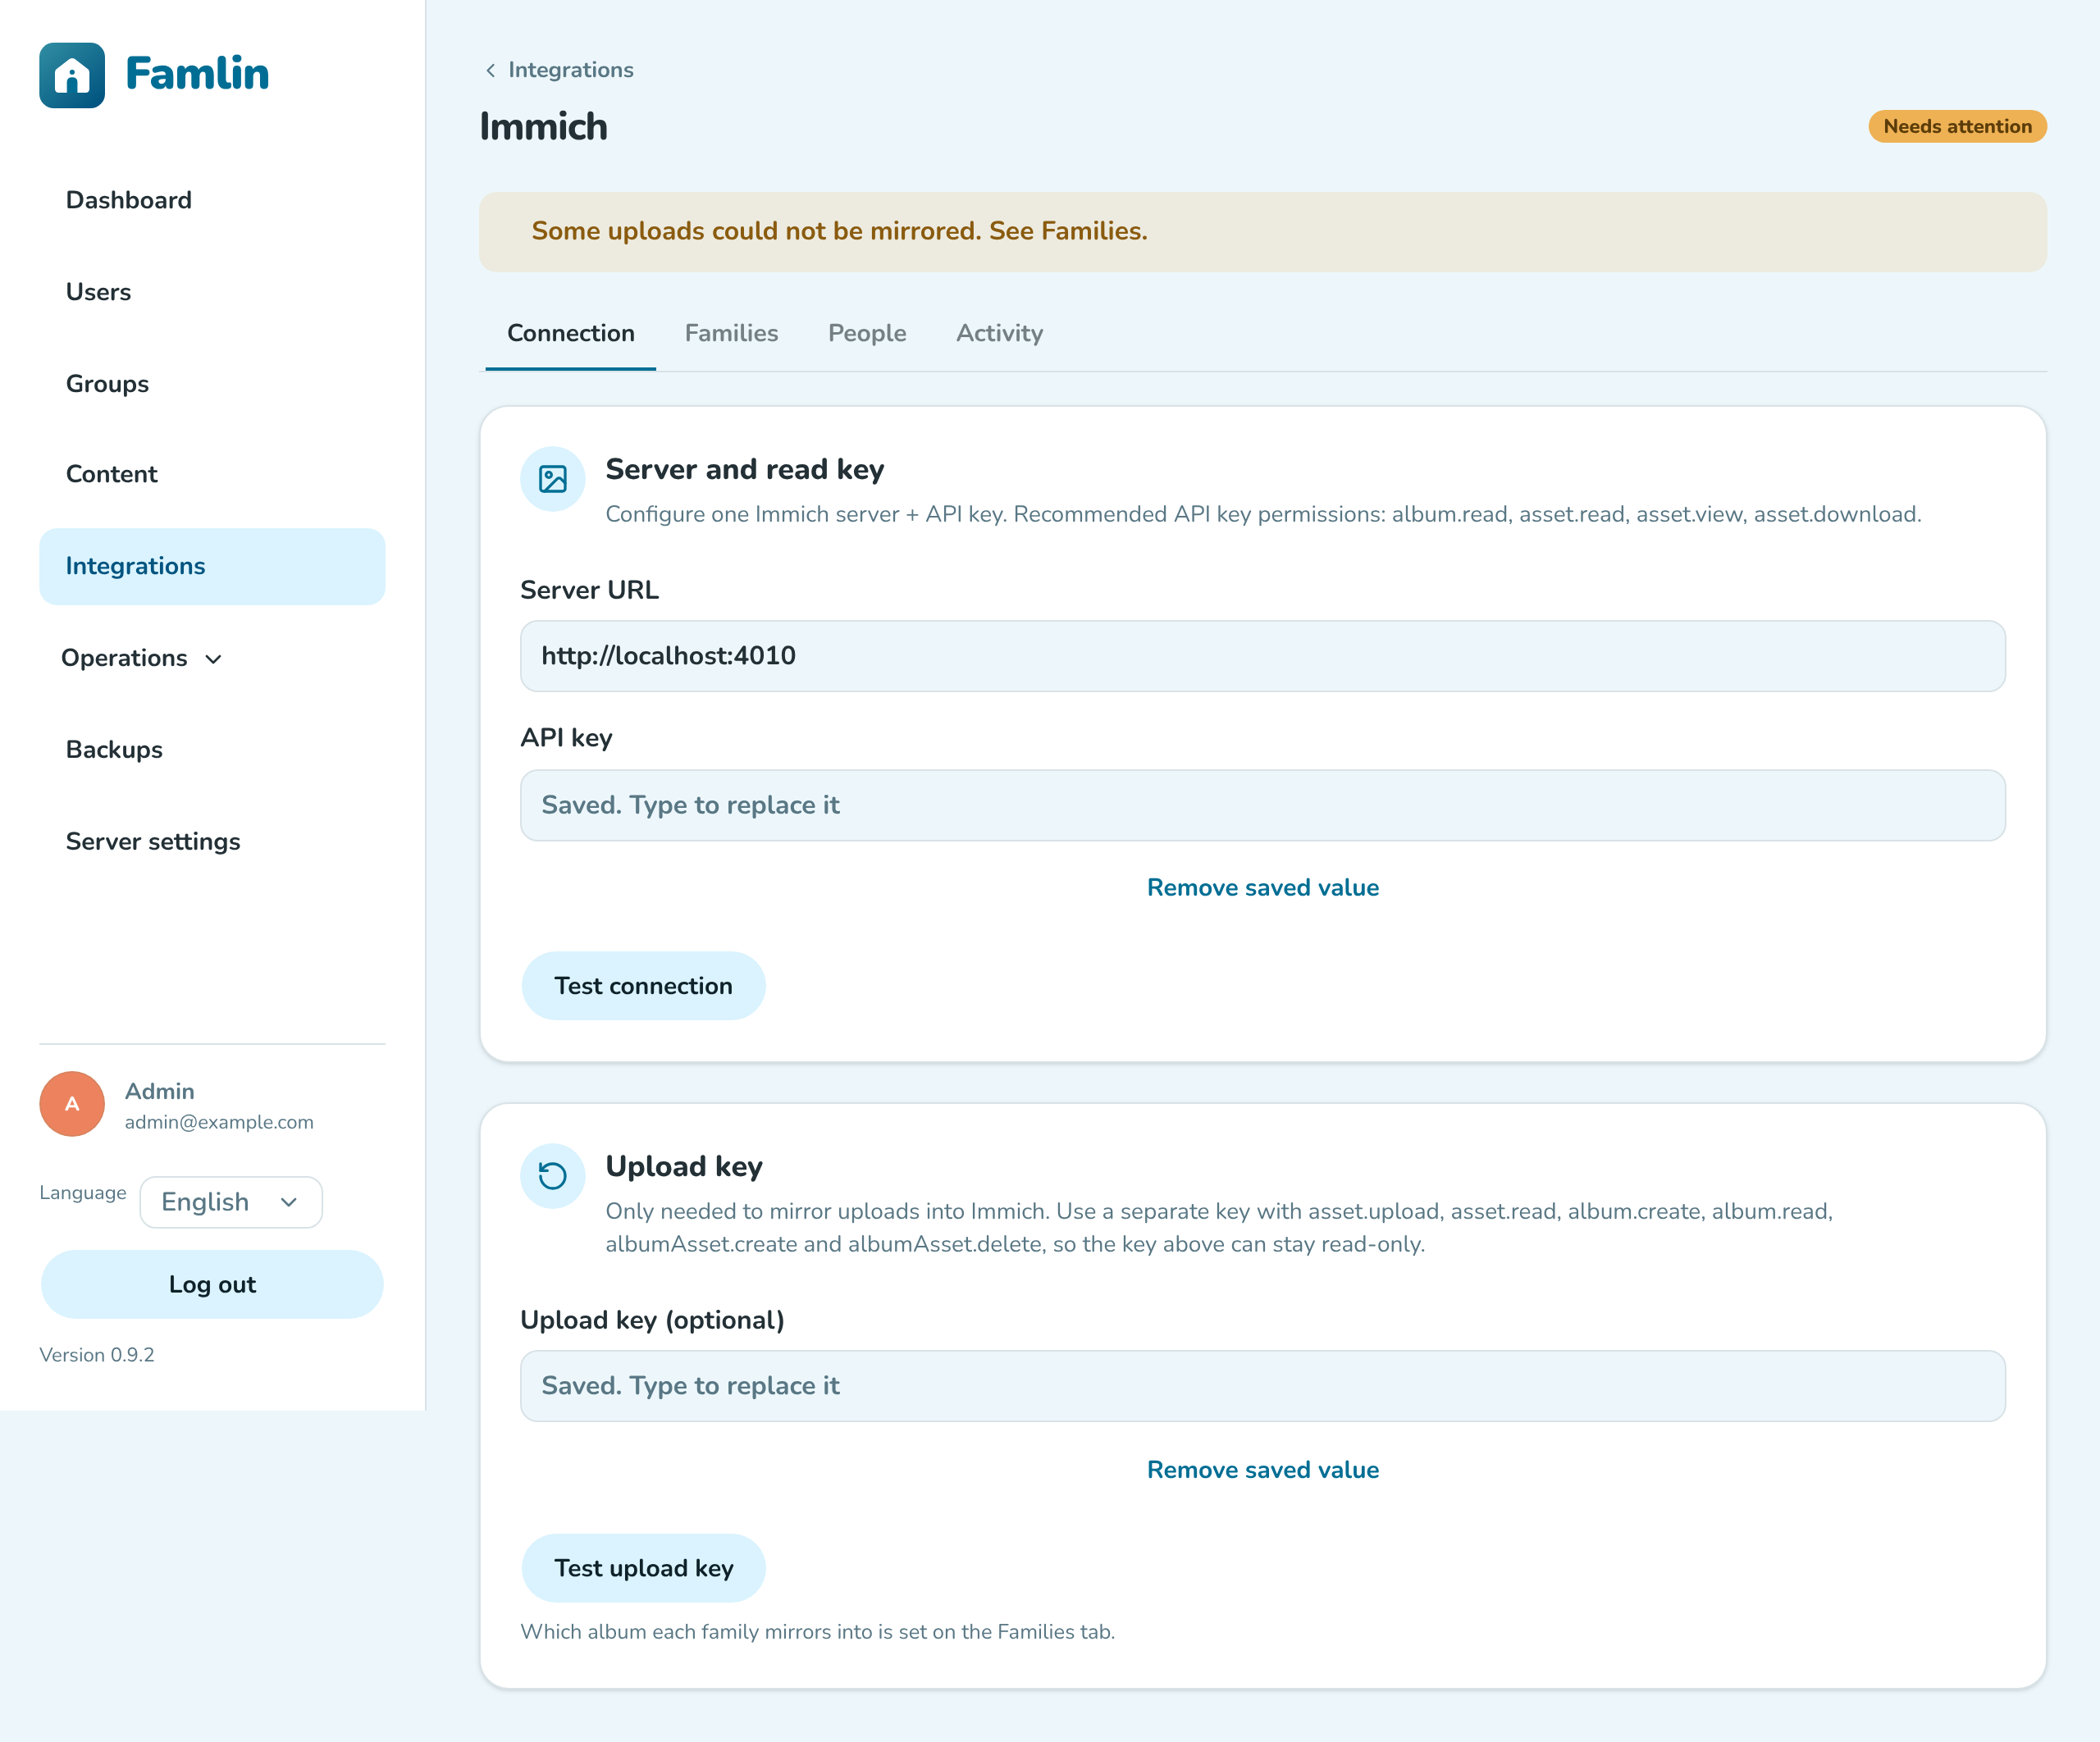 Famlin
Dashboard
Users
Groups
Content
Integrations
Operations
Backups
Server settings
A
Admin
admin@example.com
Language
English
Log out
Version 0.9.2
Integrations
Immich
Needs attention
Some uploads could not be mirrored. See Families.
Connection Families People Activity
Server and read key
Configure one Immich server + API key. Recommended API key permissions: album.read, asset.read, asset.view, asset.download.
Server URL
http://localhost:4010
API key
Saved. Type to replace it
Remove saved value
Test connection
Upload key
Only needed to mirror uploads into Immich. Use a separate key with asset.upload, asset.read, album.create, album.read,
albumAsset.create and albumAsset.delete, so the key above can stay read-only.
Upload key (optional)
Saved. Type to replace it
Remove saved value
Test upload key
Which album each family mirrors into is set on the Families tab.